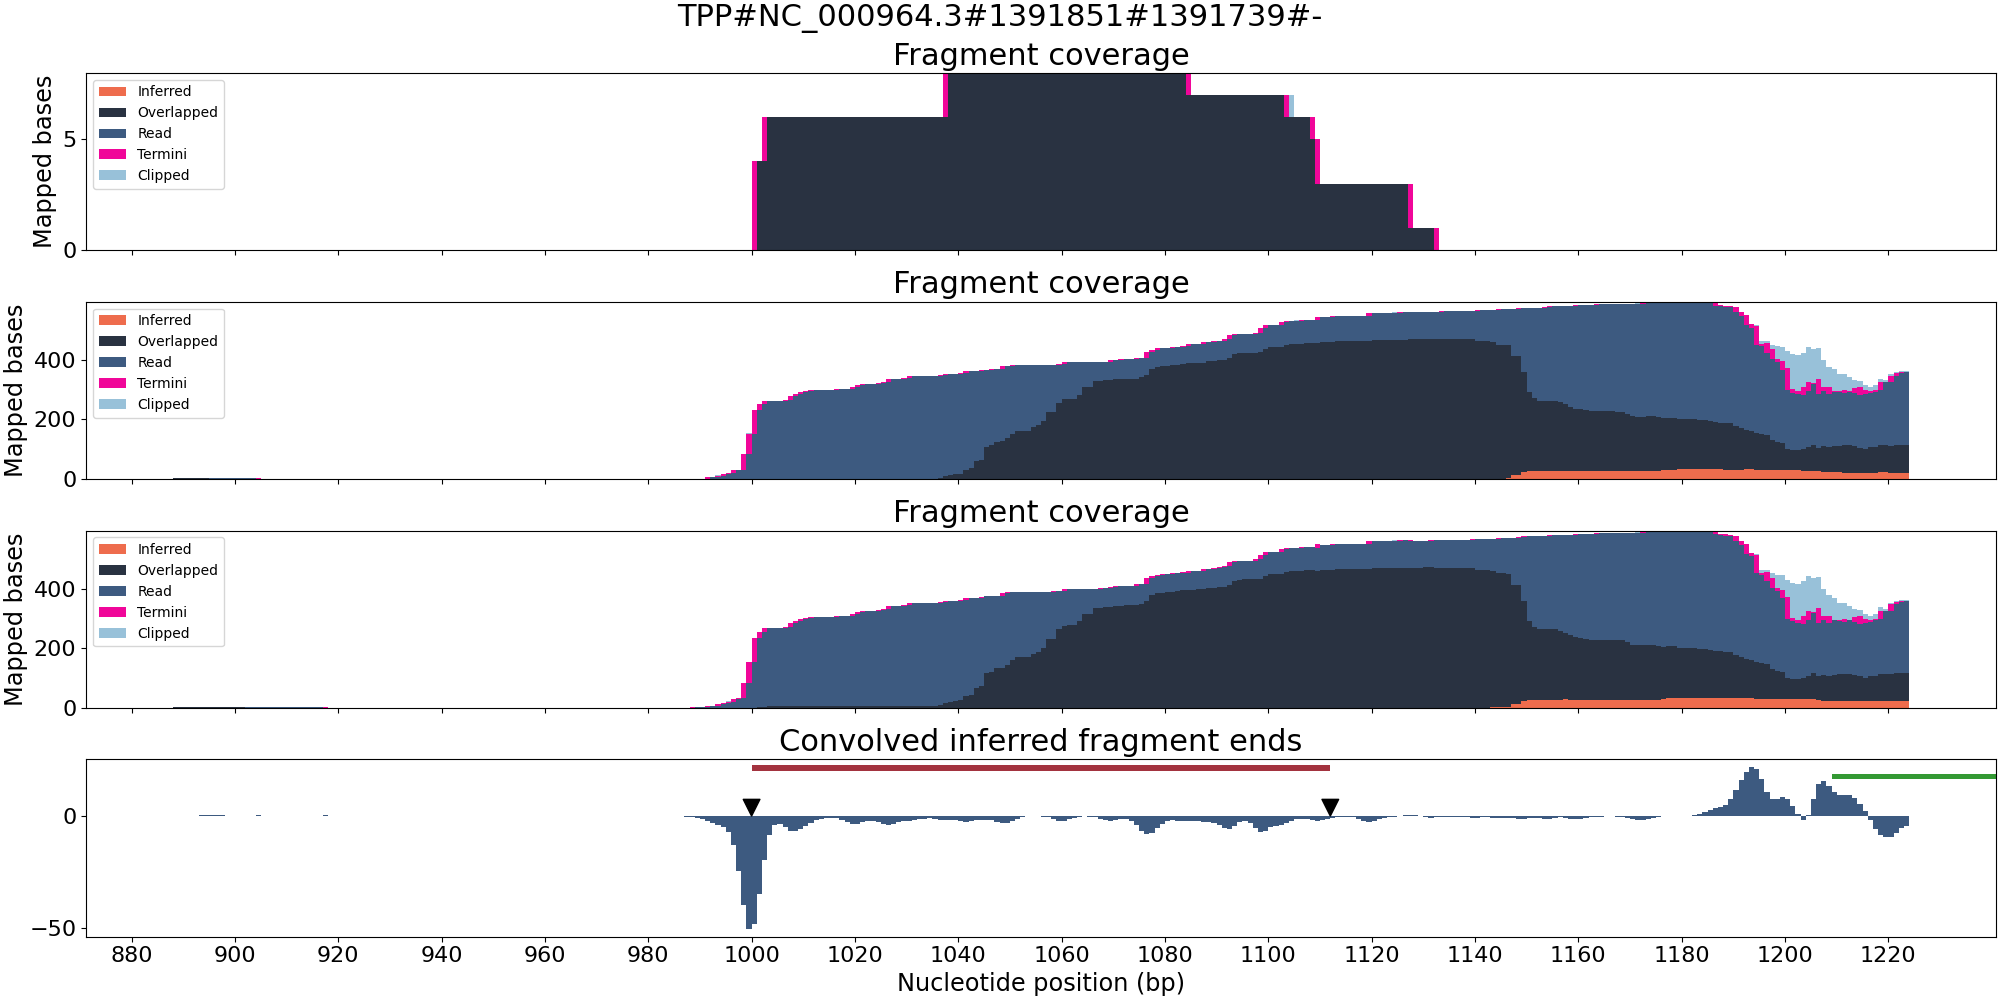 TPP#NC_000964.3#1391851#1391739#-
Fragment coverage
Mapped bases
5
0
Inferred
Overlapped
Read
Termini
Clipped
Fragment coverage
Mapped bases
400
200
0
Inferred
Overlapped
Read
Termini
Clipped
Fragment coverage
Mapped bases
400
200
0
Inferred
Overlapped
Read
Termini
Clipped
Convolved inferred fragment ends
0
−50
880 900 920 940 960 980 1000 1020 1040 1060 1080 1100 1120 1140 1160 1180 1200 1220
Nucleotide position (bp)